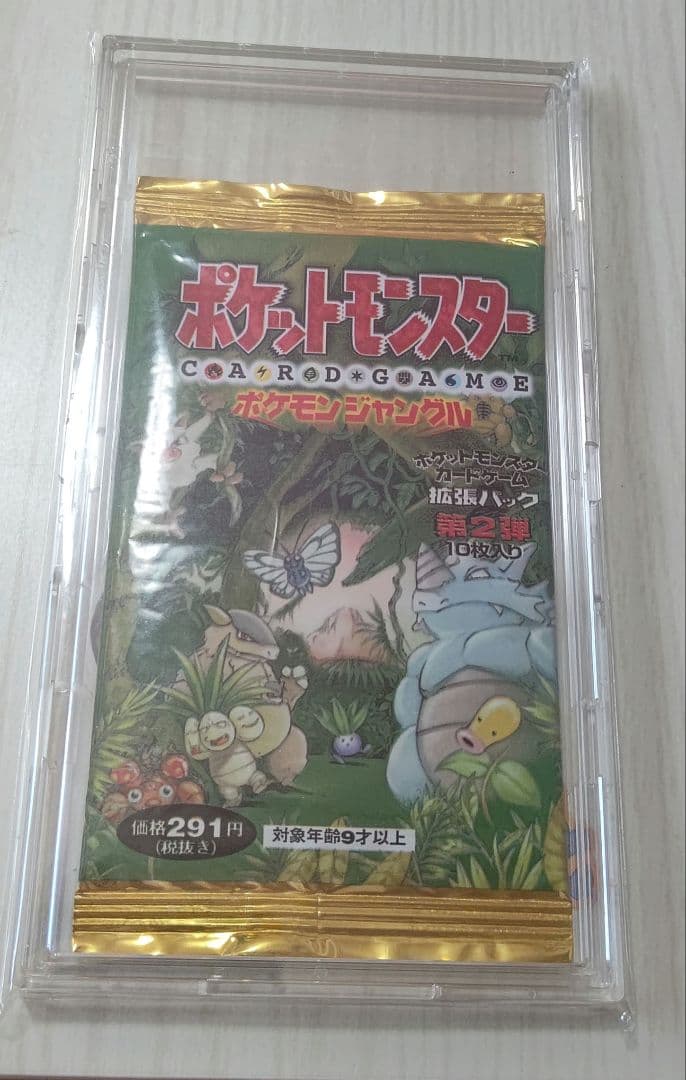 ポケットモンスター
TM
CARD GAME
ポケモンジャングル
ポケットモンスター
カードゲーム
拡張パック
第2弾
10枚入り
価格291円
(税抜き)
対象年齢9才以上